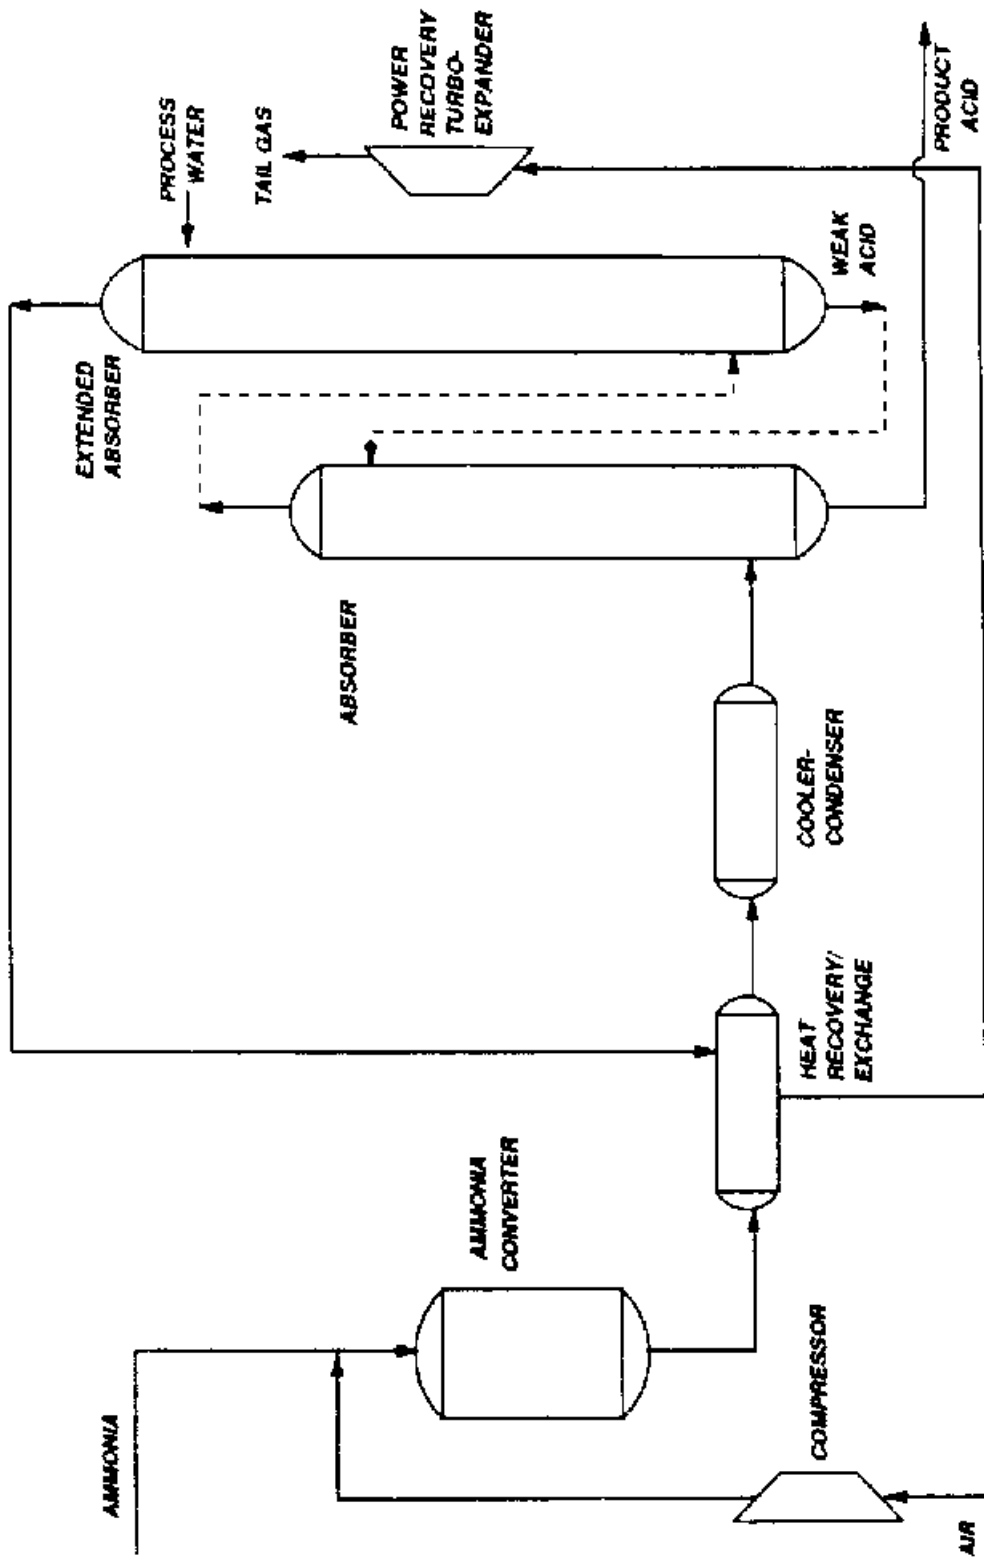 AMMONIA
AIR
COMPRESSOR
AMMONIA
CONVERTER
HEAT
RECOVERY/
EXCHANGE
COOLER-
CONDENSER
ABSORBER
EXTENDED
ABSORBER
WEAK
ACID
PROCESS
WATER
TAIL GAS
POWER
RECOVERY
TURBO-
EXPANDER
PRODUCT
ACID